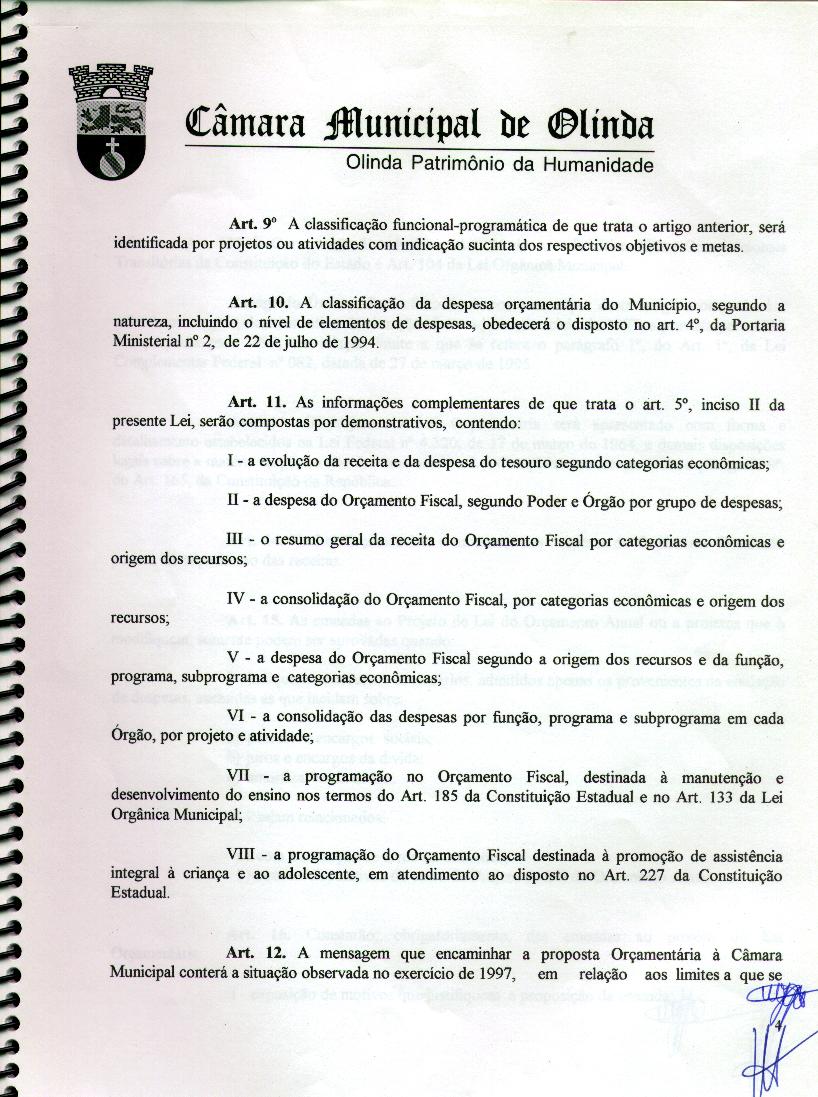 Câmara Municipal de Olinda
Olinda Patrimônio da Humanidade
Art. 9º A classificação funcional-programática de que trata o artigo anterior, será
identificada por projetos ou atividades com indicação sucinta dos respectivos objetivos e metas.
Art. 10. A classificação da despesa orçamentária do Município, segundo a
natureza, incluindo o nível de elementos de despesas, obedecerá o disposto no art. 4º, da Portaria
Ministerial nº 2, de 22 de julho de 1994.
Art. 11. As informações complementares de que trata o art. 5º, inciso II da
presente Lei, serão compostas por demonstrativos, contendo:
I - a evolução da receita e da despesa do tesouro segundo categorias econômicas;
II - a despesa do Orçamento Fiscal, segundo Poder e Órgão por grupo de despesas;
III - o resumo geral da receita do Orçamento Fiscal por categorias econômicas e
origem dos recursos;
IV - a consolidação do Orçamento Fiscal, por categorias econômicas e origem dos
recursos;
V - a despesa do Orçamento Fiscal segundo a origem dos recursos e da função,
programa, subprograma e categorias econômicas;
VI - a consolidação das despesas por função, programa e subprograma em cada
Órgão, por projeto e atividade;
VII - a programação no Orçamento Fiscal, destinada à manutenção e
desenvolvimento do ensino nos termos do Art. 185 da Constituição Estadual e no Art. 133 da Lei
Orgânica Municipal;
VIII - a programação do Orçamento Fiscal destinada à promoção de assistência
integral à criança e ao adolescente, em atendimento ao disposto no Art. 227 da Constituição
Estadual.
Art. 12. A mensagem que encaminhar a proposta Orçamentária à Câmara
Municipal conterá a situação observada no exercício de 1997, em relação aos limites a que se
4